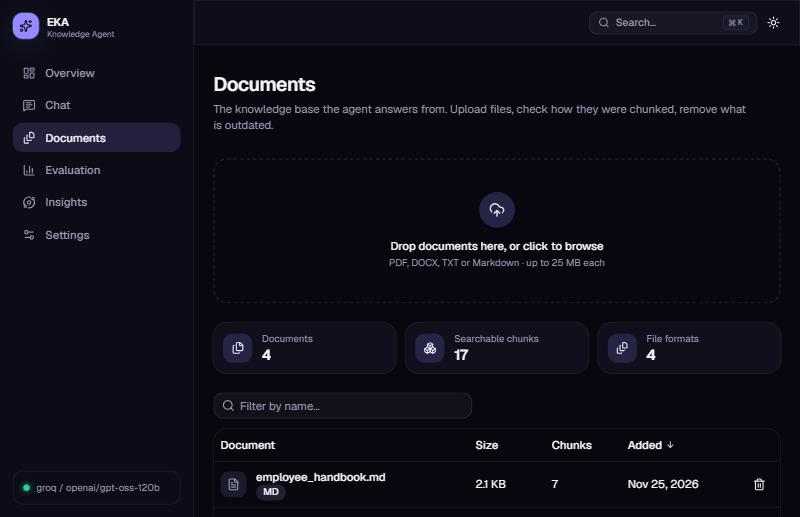 EKA
Knowledge Agent
Overview
Chat
Documents
Evaluation
Insights
Settings
groq / openai/gpt-oss-120b
Search...
⌘ K
Documents
The knowledge base the agent answers from. Upload files, check how they were chunked, remove what
is outdated.
Drop documents here, or click to browse
PDF, DOCX, TXT or Markdown · up to 25 MB each
Documents
4
Searchable chunks
17
File formats
4
Filter by name...
Document Size Chunks Added ↓
employee_handbook.md 2.1 KB 7 Nov 25, 2026
MD